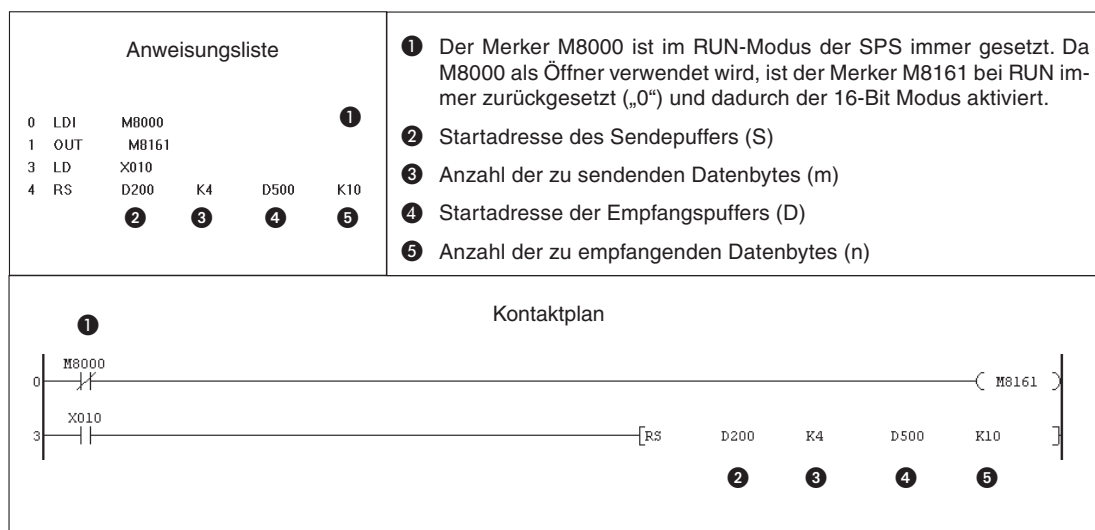 Anweisungsliste
❶
0 LDI M8000
1 OUT M8161
3 LD X010
4 RS D200 K4 D500 K10
❷ ❸ ❹ ❺
❶ Der Merker M8000 ist im RUN-Modus der SPS immer gesetzt. Da
M8000 als Öffner verwendet wird, ist der Merker M8161 bei RUN im-
mer zurückgesetzt („0“) und dadurch der 16-Bit Modus aktiviert.
❷ Startadresse des Sendepuffers (S)
❸ Anzahl der zu sendenden Datenbytes (m)
❹ Startadresse der Empfangspuffers (D)
❺ Anzahl der zu empfangenden Datenbytes (n)
Kontaktplan
❶
M8000
0 M8161
X010
3 RS D200 K4 D500 K10
❷ ❸ ❹ ❺